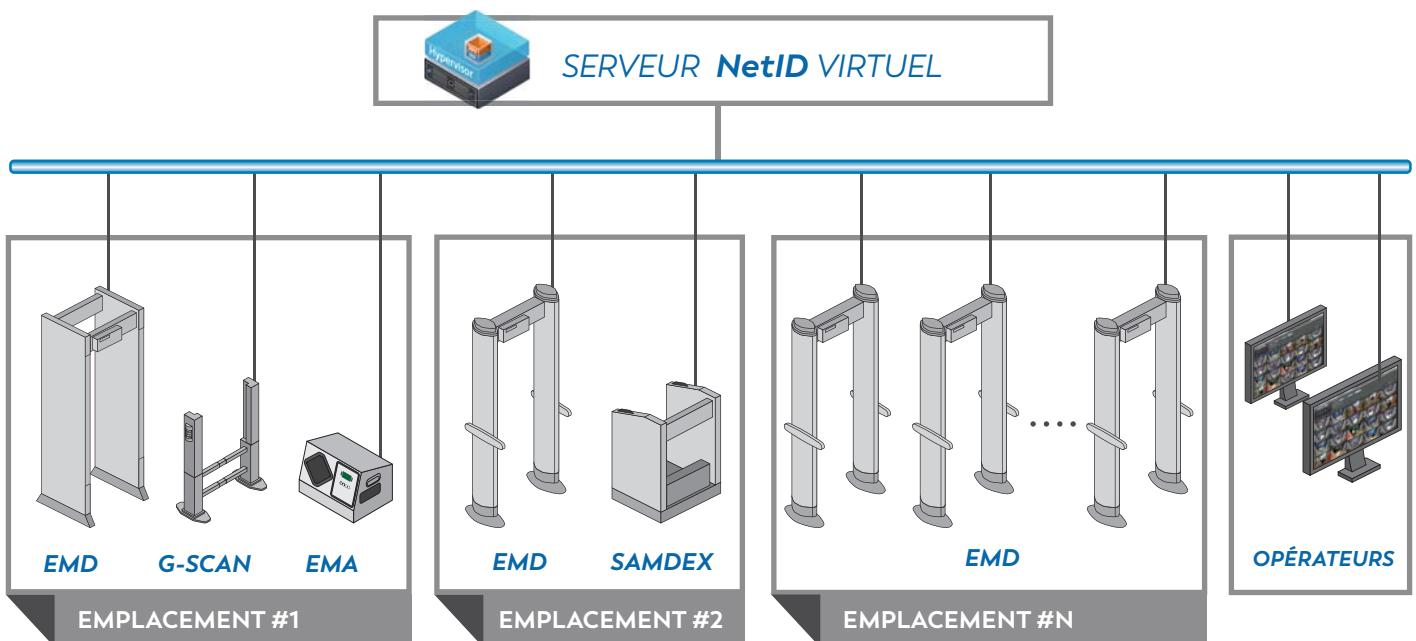 Hypervisor
SERVEUR NetID VIRTUEL
EMD
G-SCAN
EMA
EMD
SAMDEX
EMD
OPÉRATEURS
EMPLACEMENT #1
EMPLACEMENT #2
EMPLACEMENT #N